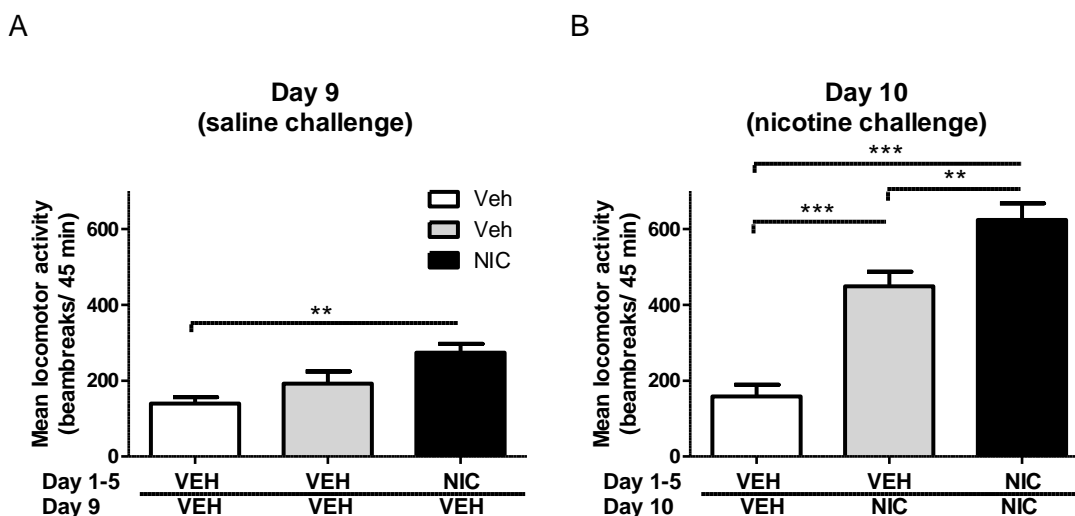 A
Day 9
(saline challenge)
Mean locomotor activity
(beambreaks/ 45 min)
600
400
200
0
Veh
Veh
NIC
**
Day 1-5 VEH VEH NIC
Day 9 VEH VEH VEH
B
Day 10
(nicotine challenge)
Mean locomotor activity
(beambreaks/ 45 min)
600
400
200
0
***
**
***
Day 1-5 VEH VEH NIC
Day 10 VEH NIC NIC